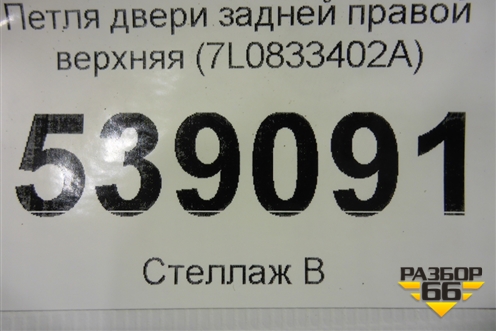 Петля двери задней правой
верхняя (7L0833402A)
539091
Стеллаж В
РАЗБОР
66